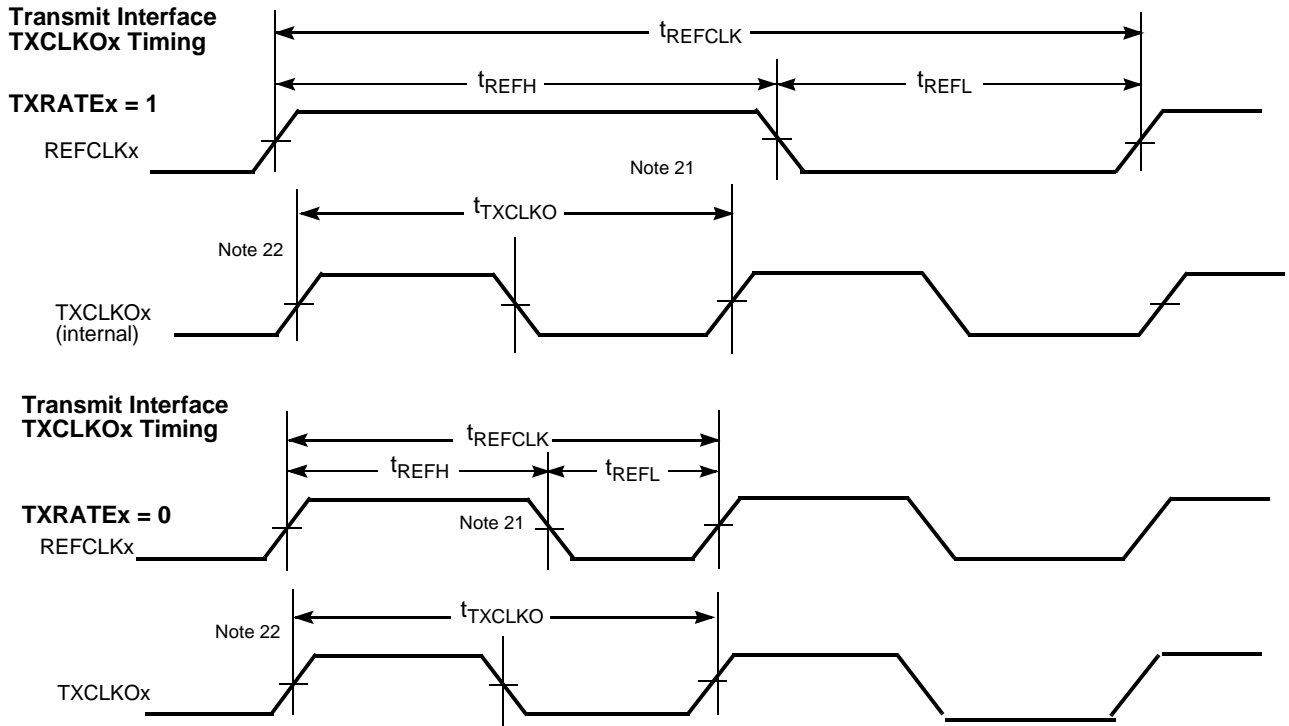 Transmit Interface
TXCLKOx Timing
tREFCLK
tREFH
tREFL
TXRATEx = 1
REFCLKx
Note 21
tTXCLKO
Note 22
TXCLKOx
(internal)
Transmit Interface
TXCLKOx Timing
tREFCLK
tREFH
tREFL
TXRATEx = 0
Note 21
REFCLKx
tTXCLKO
Note 22
TXCLKOx